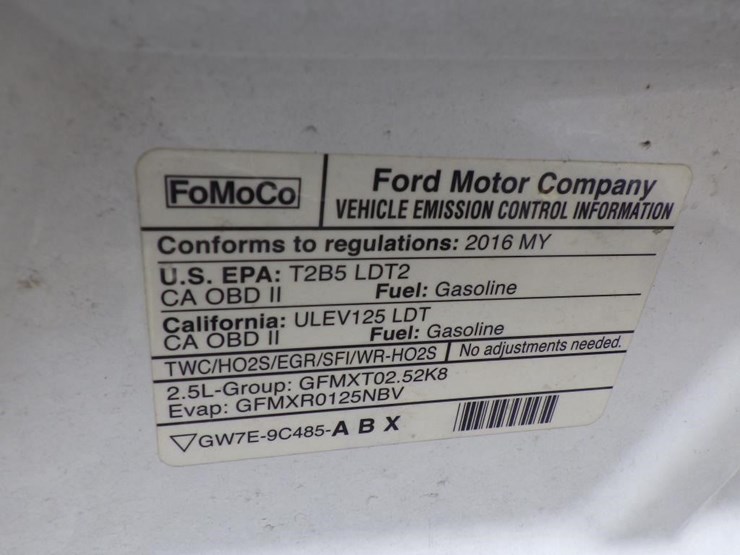 FoMoCo
Ford Motor Company
VEHICLE EMISSION CONTROL INFORMATION
Conforms to regulations: 2016 MY
U.S. EPA: T2B5 LDT2
CA OBD II Fuel: Gasoline
California: ULEV125 LDT
CA OBD II Fuel: Gasoline
TWC/HO2S/EGR/SFI/WR-HO2S No adjustments needed.
2.5L-Group: GFMXT02.52K8
Evap: GFMXR0125NBV
▽GW7E-9C485-A B X